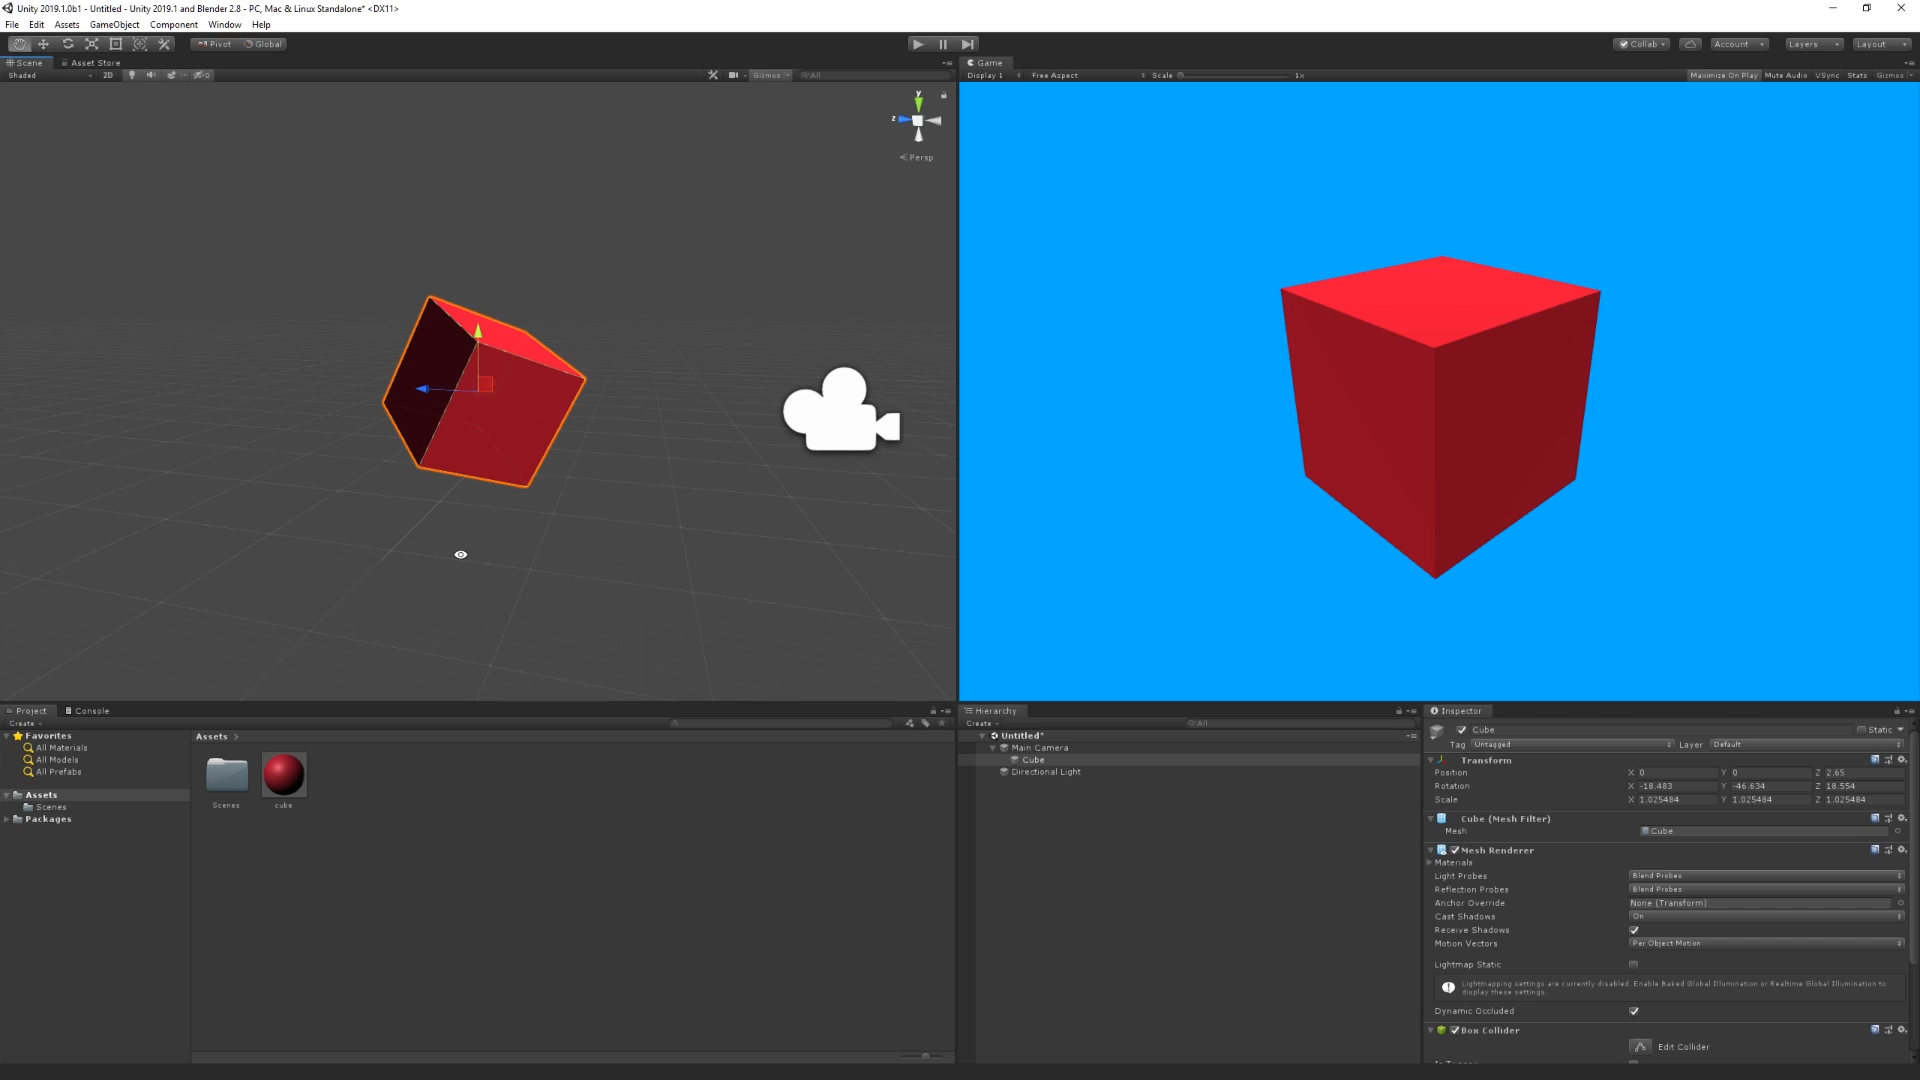 Unity 2019.1.0b1 - Untitled - Unity 2019.1 and Blender 2.8 - PC, Mac & Linux Standalone* <DX11>
File Edit Assets GameObject Component Window Help
Pivot Global
Collab Account Layers Layout
Scene Asset Store
Shaded 2D 0 Gizmos All
y
z
Persp
Game
Display 1 Free Aspect Scale 1x Maximize On Play Mute Audio VSync Stats Gizmos
Project Console
Create
Favorites
All Materials
All Models
All Prefabs
Assets
Scenes
Packages
Assets
Scenes cube
Hierarchy
Create All
Untitled*
Main Camera
Cube
Directional Light
Inspector
Cube Static
Tag Untagged Layer Default
Transform
Position X 0 Y 0 Z 2.65
Rotation X -18.483 Y -46.634 Z 18.554
Scale X 1.025484 Y 1.025484 Z 1.025484
Cube (Mesh Filter)
Mesh Cube
Mesh Renderer
Materials
Light Probes Blend Probes
Reflection Probes Blend Probes
Anchor Override None (Transform)
Cast Shadows On
Receive Shadows
Motion Vectors Per Object Motion
Lightmap Static
Lightmapping settings are currently disabled. Enable Baked Global Illumination or Realtime Global Illumination to
display these settings.
Dynamic Occluded
Box Collider
Edit Collider